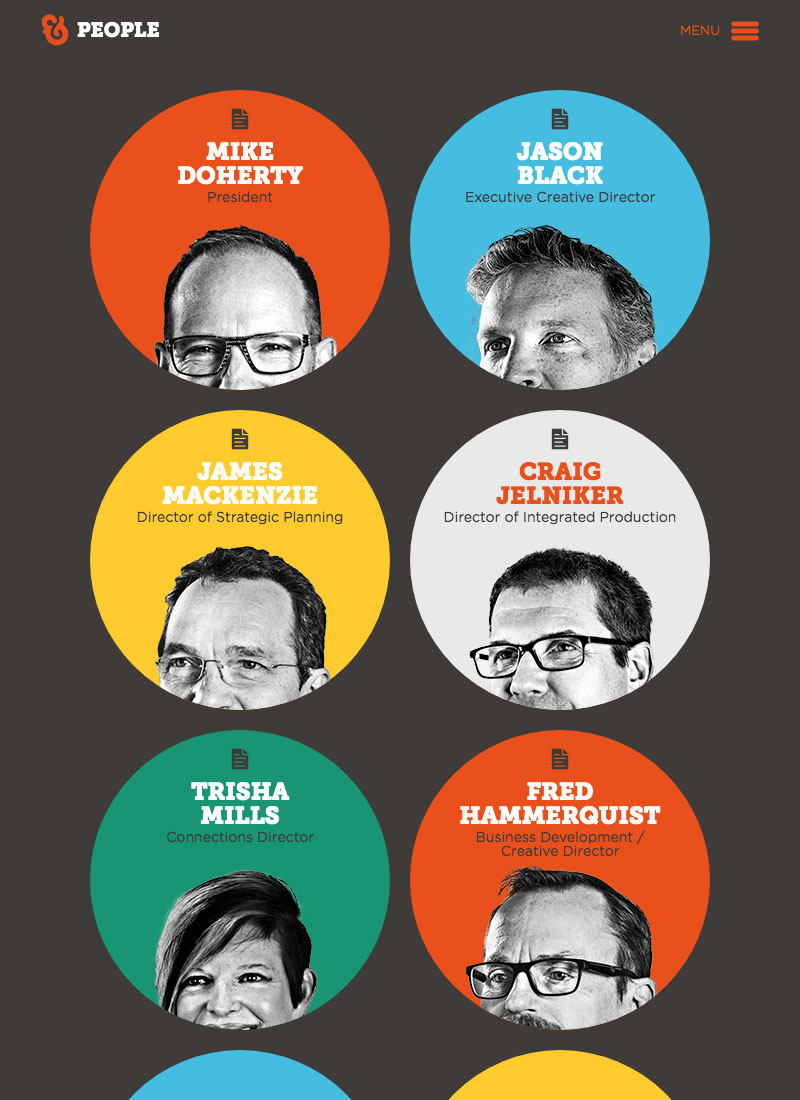 & PEOPLE
MENU
MIKE
DOHERTY
President
JASON
BLACK
Executive Creative Director
JAMES
MACKENZIE
Director of Strategic Planning
CRAIG
JELNIKER
Director of Integrated Production
TRISHA
MILLS
Connections Director
FRED
HAMMERQUIST
Business Development /
Creative Director